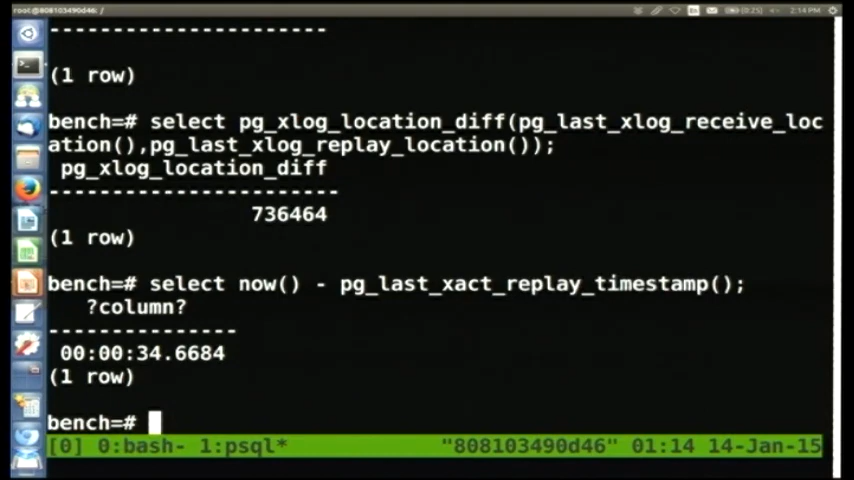 root@808103490d46: /
(0:25)
2:14 PM
-----------------------
(1 row)
bench=# select pg_xlog_location_diff(pg_last_xlog_receive_loc
ation(),pg_last_xlog_replay_location());
pg_xlog_location_diff
-----------------------
736464
(1 row)
bench=# select now() - pg_last_xact_replay_timestamp();
?column?
---------------
00:00:34.6684
(1 row)
bench=#
[0] 0:bash- 1:psql* "808103490d46" 01:14 14-Jan-15